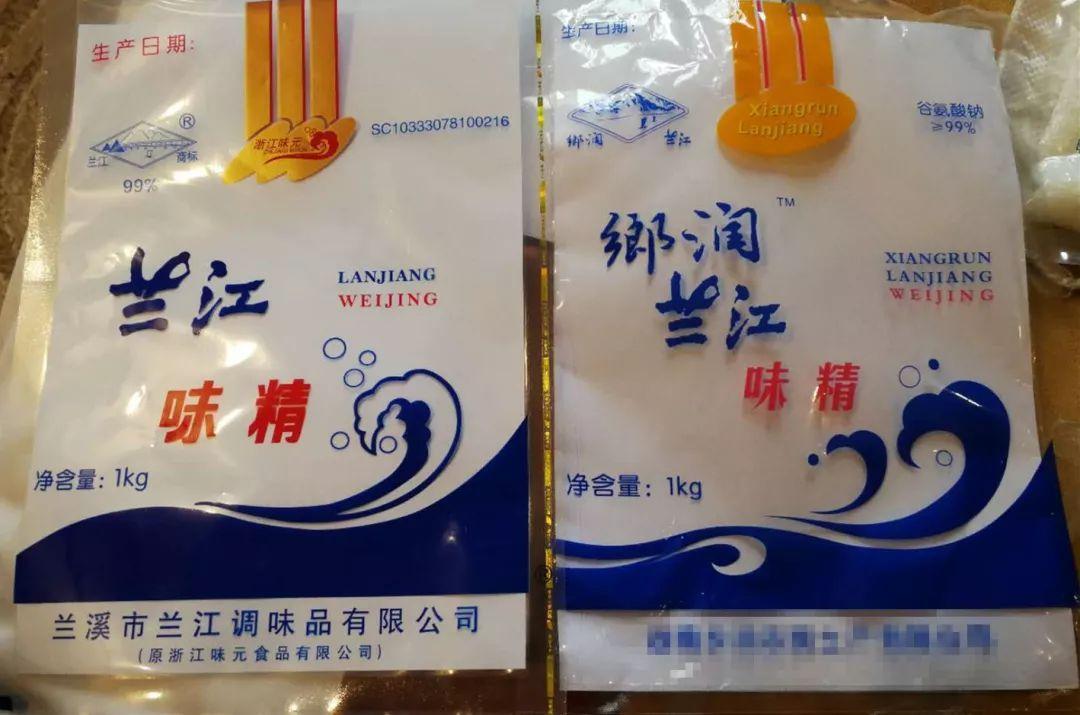 生产日期:
®
兰江
商标
99%
浙江味元
SC10333078100216
兰江
LANJIANG
WEIJING
味精
净含量: 1kg
兰溪市兰江调味品有限公司
(原浙江味元食品有限公司)
生产日期:
鄉润
兰江
Xiangrun
Lanjiang
谷氨酸钠
≥99%
鄉润™
兰江
XIANGRUN
LANJIANG
WEIJING
味精
净含量: 1kg
®